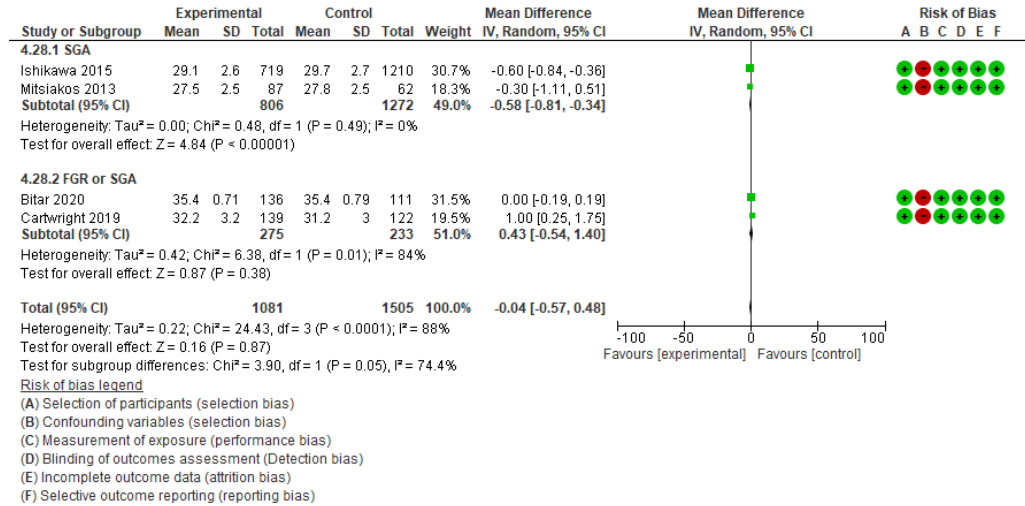 Experimental Control Mean Difference Mean Difference Risk of Bias
Study or Subgroup Mean SD Total Mean SD Total Weight IV, Random, 95% CI IV, Random, 95% CI A B C D E F
4.28.1 SGA
Ishikawa 2015 29.1 2.6 719 29.7 2.7 1210 30.7% -0.60 [-0.84, -0.36] + - + + + +
Mitsiakos 2013 27.5 2.5 87 27.8 2.5 62 18.3% -0.30 [-1.11, 0.51] + - + + + +
Subtotal (95% CI) 806 1272 49.0% -0.58 [-0.81, -0.34]
Heterogeneity: Tau² = 0.00; Chi² = 0.48, df = 1 (P = 0.49); I² = 0%
Test for overall effect: Z = 4.84 (P < 0.00001)
4.28.2 FGR or SGA
Bitar 2020 35.4 0.71 136 35.4 0.79 111 31.5% 0.00 [-0.19, 0.19] + - + + + +
Cartwright 2019 32.2 3.2 139 31.2 3 122 19.5% 1.00 [0.25, 1.75] + - + + + +
Subtotal (95% CI) 275 233 51.0% 0.43 [-0.54, 1.40]
Heterogeneity: Tau² = 0.42; Chi² = 6.38, df = 1 (P = 0.01); I² = 84%
Test for overall effect: Z = 0.87 (P = 0.38)
Total (95% CI) 1081 1505 100.0% -0.04 [-0.57, 0.48]
Heterogeneity: Tau² = 0.22; Chi² = 24.43, df = 3 (P < 0.0001); I² = 88%
Test for overall effect: Z = 0.16 (P = 0.87)
Test for subgroup differences: Chi² = 3.90, df = 1 (P = 0.05), I² = 74.4%
-100 -50 0 50 100
Favours [experimental] Favours [control]
Risk of bias legend
(A) Selection of participants (selection bias)
(B) Confounding variables (selection bias)
(C) Measurement of exposure (performance bias)
(D) Blinding of outcomes assessment (Detection bias)
(E) Incomplete outcome data (attrition bias)
(F) Selective outcome reporting (reporting bias)